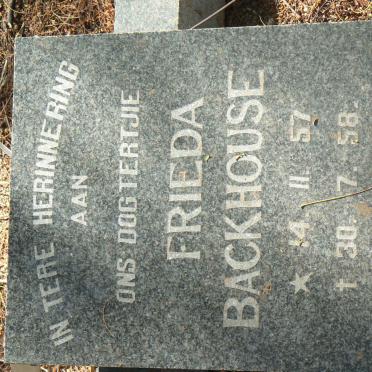 IN TERE HERINNERING
AAN
ONS DOGTERTJIE
FRIEDA
BACKHOUSE
★ 14 11 57
† 30 . 7 . 58 .